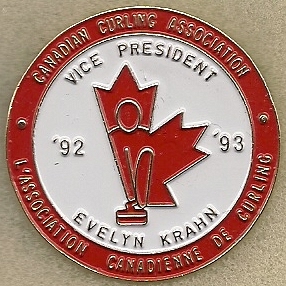 CANADIAN CURLING ASSOCIATION
VICE PRESIDENT
'92 '93
EVELYN KRAHN
L'ASSOCIATION CANADIENNE DE CURLING